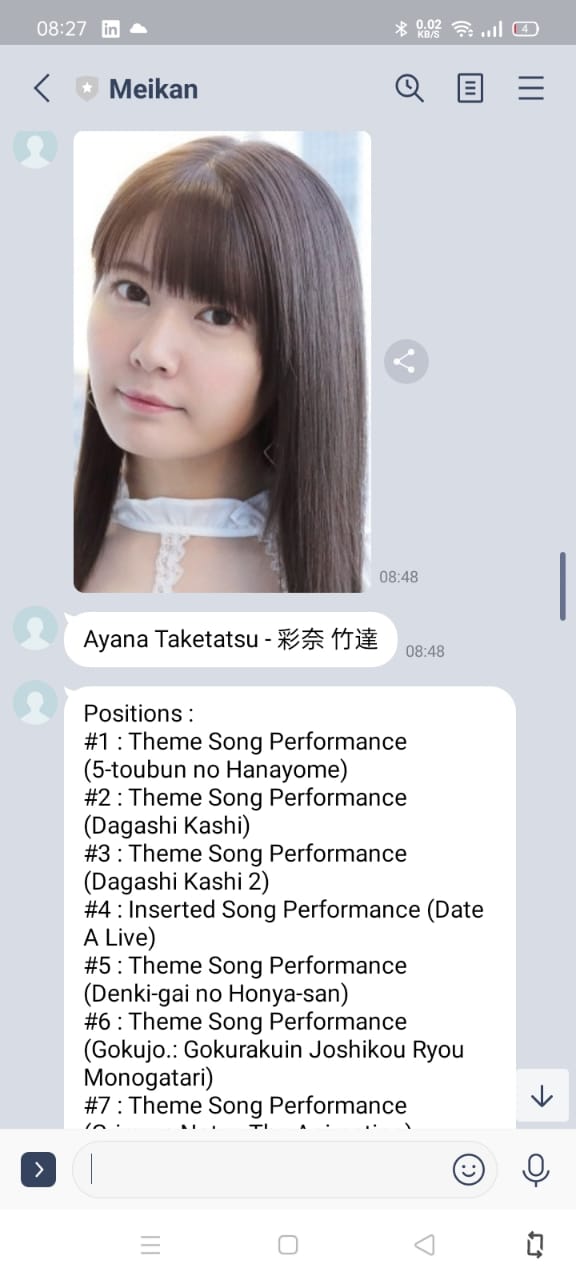 08:27
0.02 KB/S
4
Meikan
08:48
Ayana Taketatsu - 彩奈 竹達
08:48
Positions :
#1 : Theme Song Performance
(5-toubun no Hanayome)
#2 : Theme Song Performance
(Dagashi Kashi)
#3 : Theme Song Performance
(Dagashi Kashi 2)
#4 : Inserted Song Performance (Date
A Live)
#5 : Theme Song Performance
(Denki-gai no Honya-san)
#6 : Theme Song Performance
(Gokujo.: Gokurakuin Joshikou Ryou
Monogatari)
#7 : Theme Song Performance